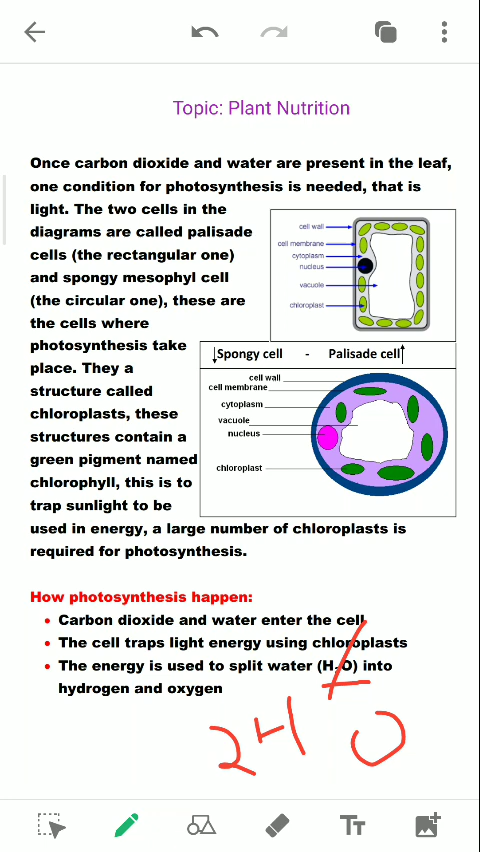 Topic: Plant Nutrition
Once carbon dioxide and water are present in the leaf,
one condition for photosynthesis is needed, that is
light. The two cells in the
diagrams are called palisade
cells (the rectangular one)
and spongy mesophyl cell
(the circular one), these are
the cells where
photosynthesis take
place. They a
structure called
chloroplasts, these
structures contain a
green pigment named
chlorophyll, this is to
trap sunlight to be
used in energy, a large number of chloroplasts is
required for photosynthesis.
cell wall
cell membrane
cytoplasm
nucleus
vacuole
chloroplast
↓Spongy cell - Palisade cell↑
cell wall
cell membrane
cytoplasm
vacuole
nucleus
chloroplast
How photosynthesis happen:
• Carbon dioxide and water enter the cell
• The cell traps light energy using chloroplasts
• The energy is used to split water (H₂O) into
hydrogen and oxygen
2H O
TT